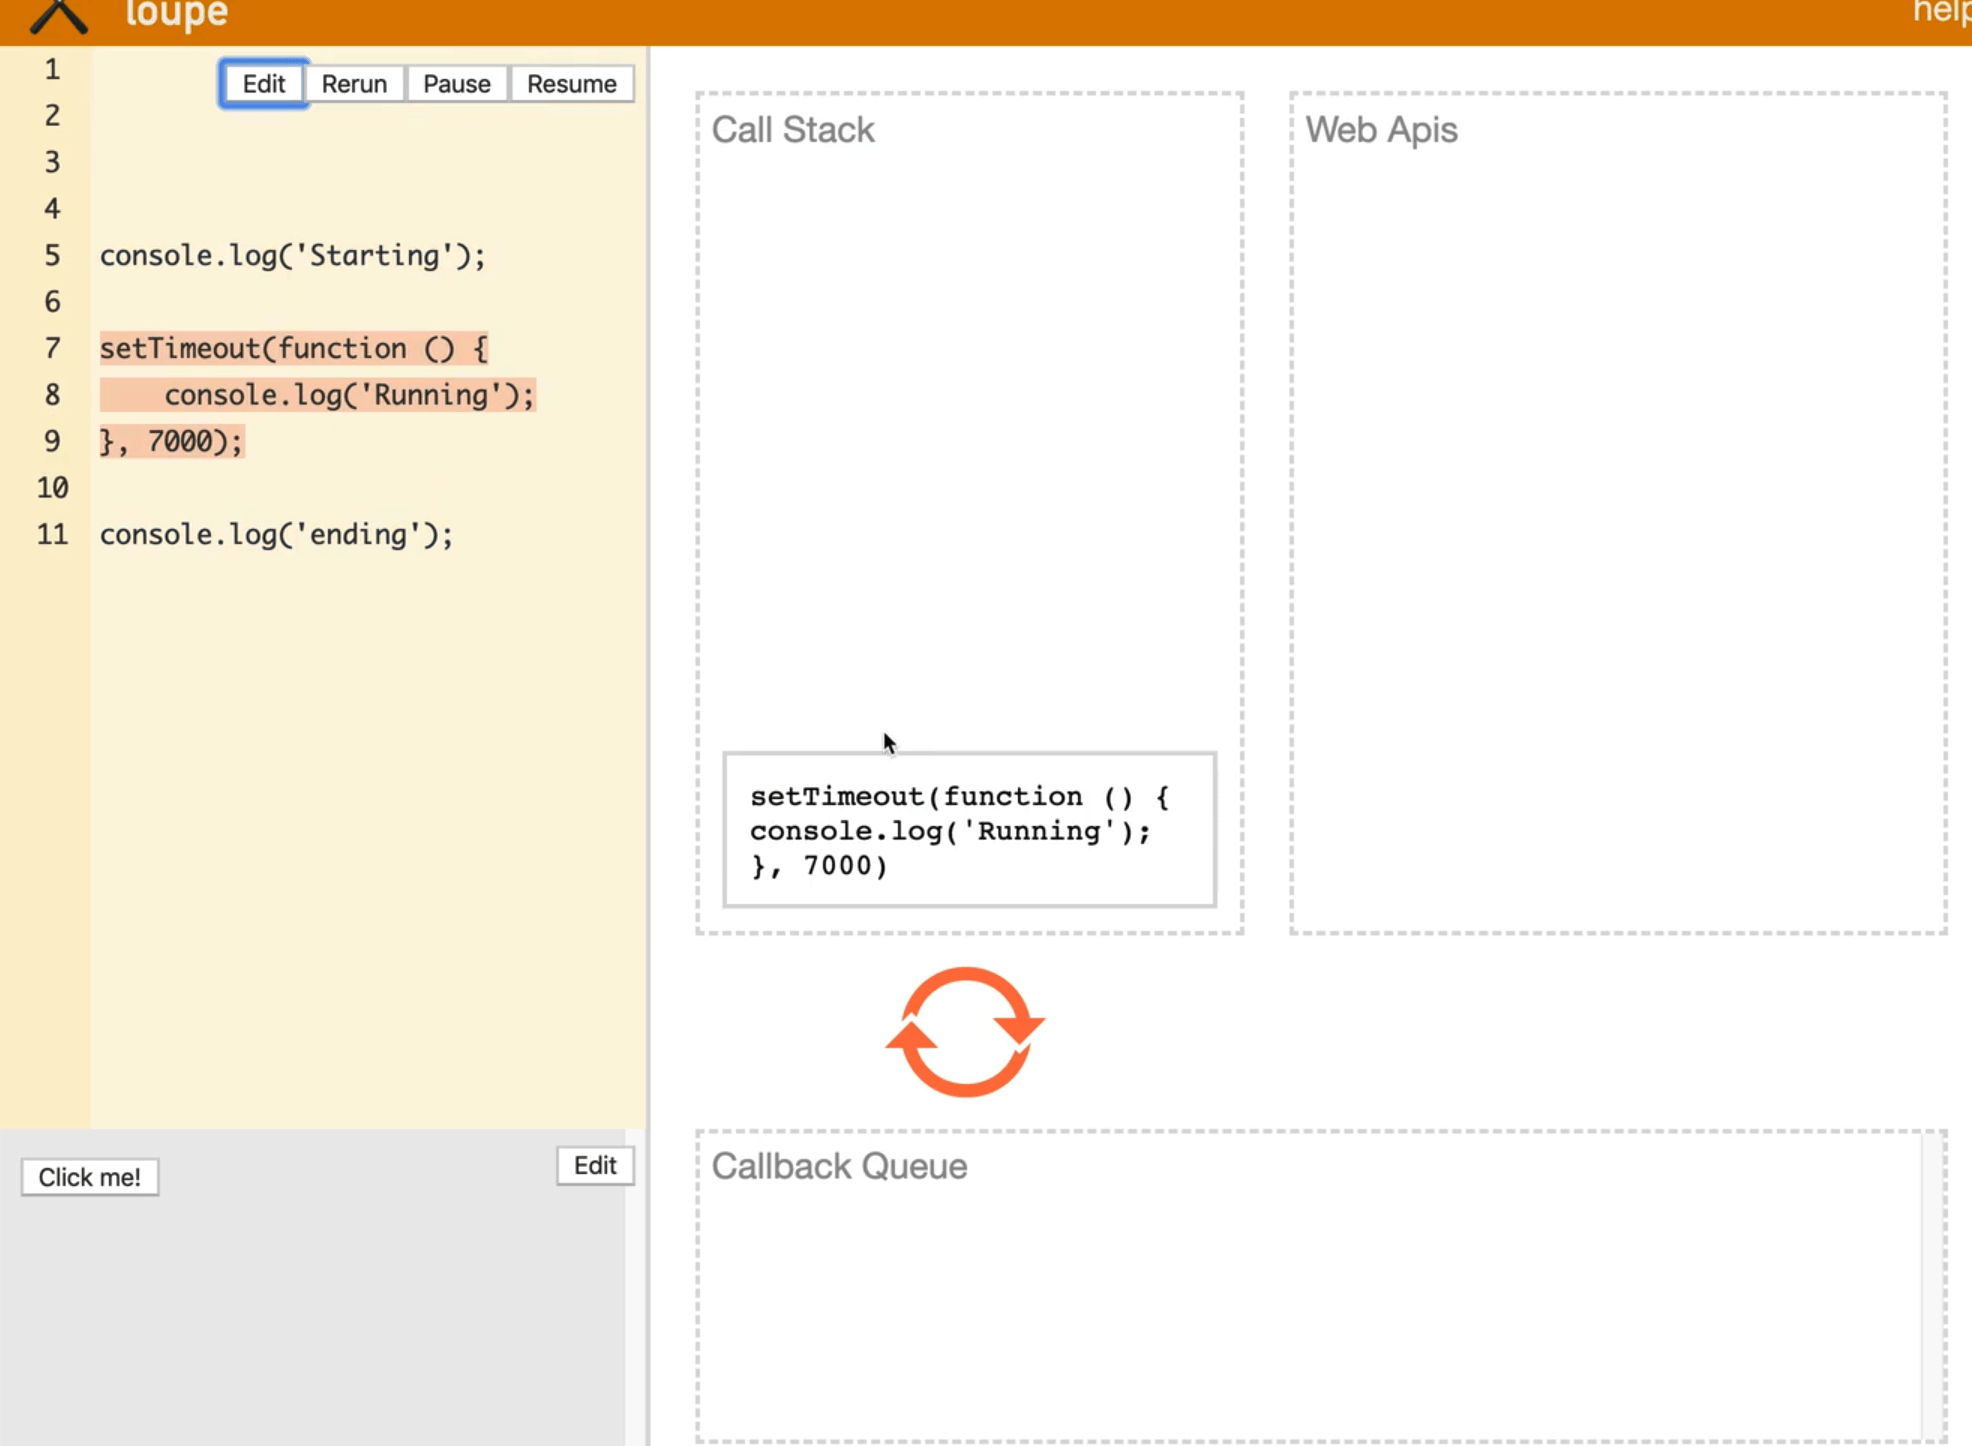 loupe
help
Edit Rerun Pause Resume
1
2
3
4
5 console.log('Starting');
6
7 setTimeout(function () {
8     console.log('Running');
9 }, 7000);
10
11 console.log('ending');
Click me!
Edit
Call Stack
setTimeout(function () {
console.log('Running');
}, 7000)
Web Apis
Callback Queue